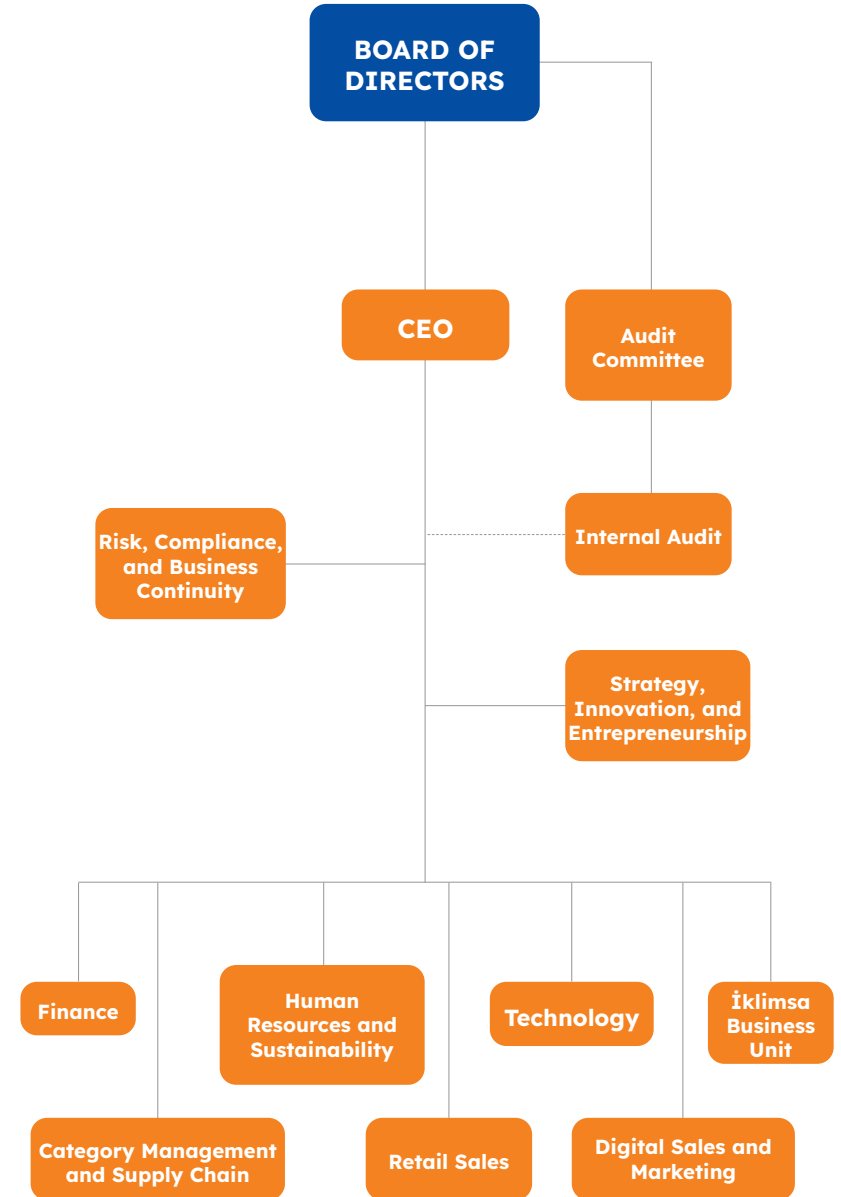 BOARD OF
DIRECTORS
CEO
Audit
Committee
Internal Audit
Risk, Compliance,
and Business
Continuity
Strategy,
Innovation, and
Entrepreneurship
Finance
Human
Resources and
Sustainability
Technology
İklimsa
Business
Unit
Category Management
and Supply Chain
Retail Sales
Digital Sales and
Marketing